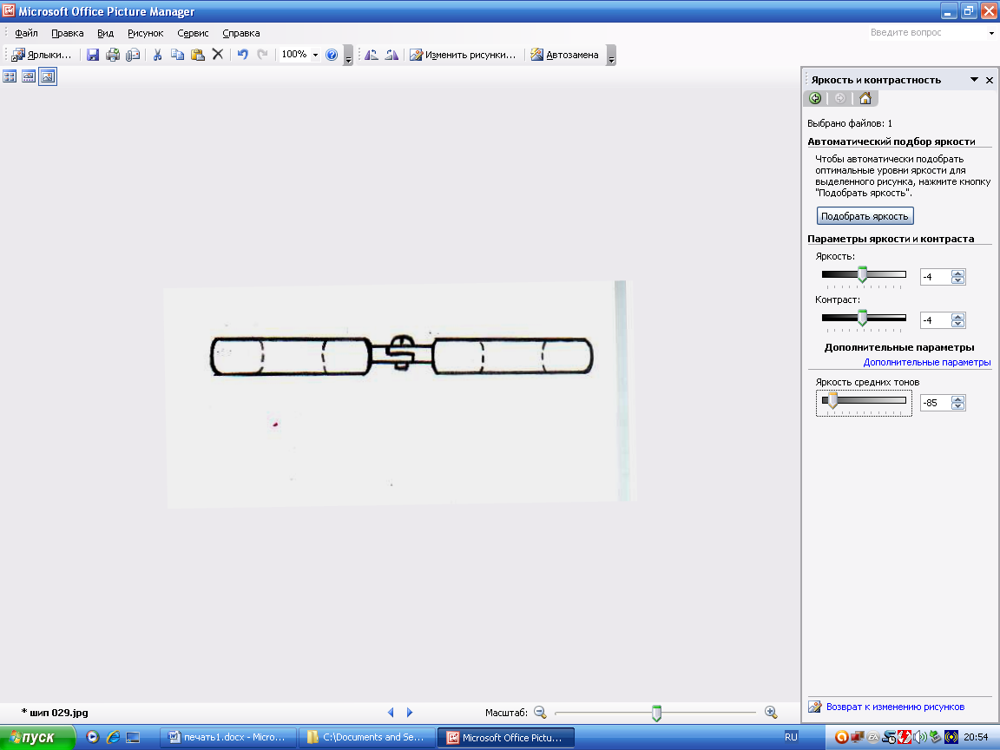 Microsoft Office Picture Manager
Файл Правка Вид Рисунок Сервис Справка
Введите вопрос
Ярлыки... 100% Изменить рисунки... Автозамена
Яркость и контрастность
Выбрано файлов: 1
Автоматический подбор яркости
Чтобы автоматически подобрать
оптимальные уровни яркости для
выделенного рисунка, нажмите кнопку
"Подобрать яркость".
Подобрать яркость
Параметры яркости и контраста
Яркость:
-4
Контраст:
-4
Дополнительные параметры
Дополнительные параметры
Яркость средних тонов
-85
Возврат к изменению рисунков
* шип 029.jpg
Масштаб:
пуск
печать1.docx - Micro...
C:\Documents and Se...
Microsoft Office Pictu...
RU
20:54